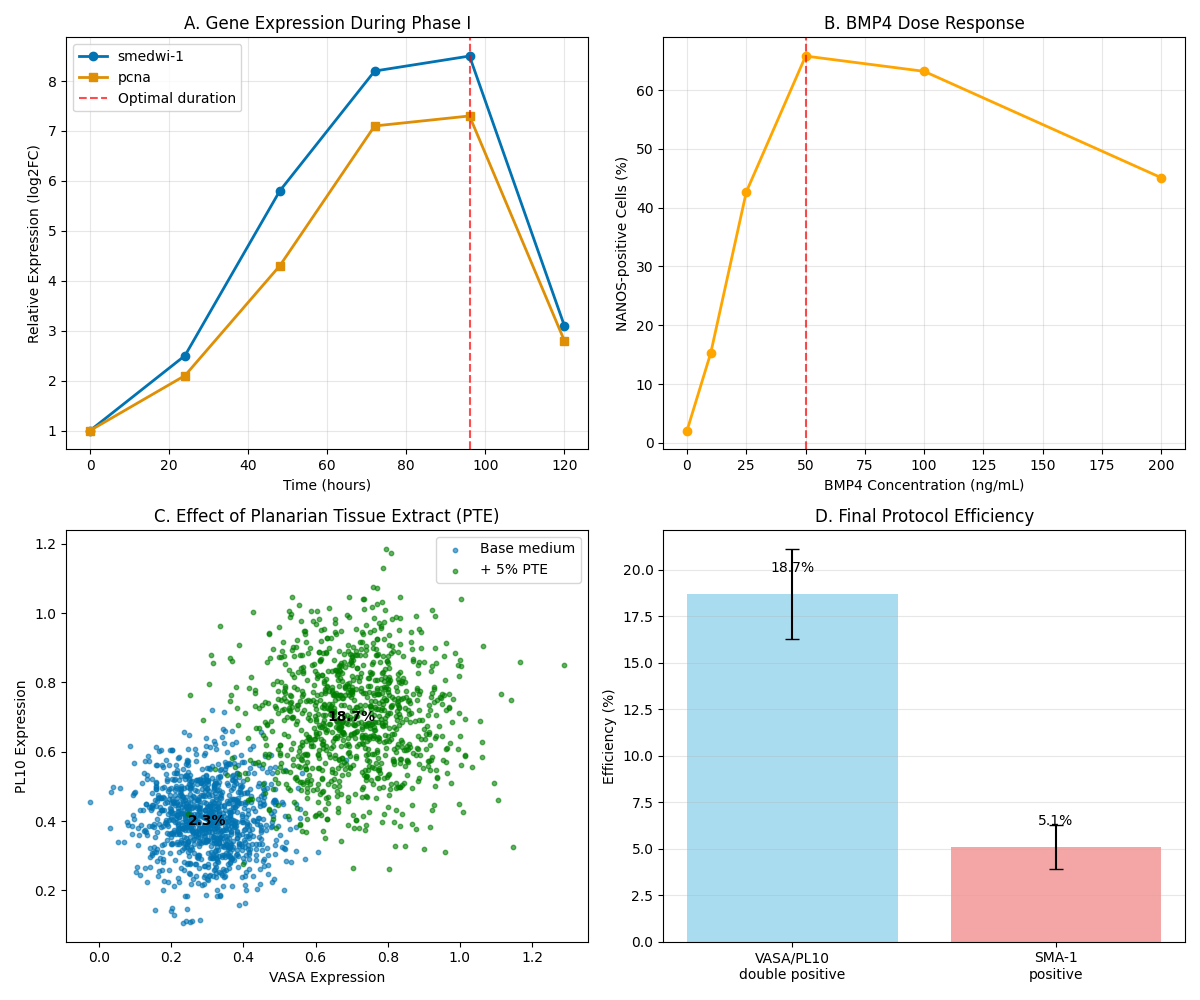 A. Gene Expression During Phase I
smedwi-1
pcna
Optimal duration
Relative Expression (log2FC)
8
7
6
5
4
3
2
1
0 20 40 60 80 100 120
Time (hours)
B. BMP4 Dose Response
NANOS-positive Cells (%)
60
50
40
30
20
10
0
0 25 50 75 100 125 150 175 200
BMP4 Concentration (ng/mL)
C. Effect of Planarian Tissue Extract (PTE)
Base medium
+ 5% PTE
PL10 Expression
1.2
1.0
0.8
0.6
0.4
0.2
18.7%
2.3%
0.0 0.2 0.4 0.6 0.8 1.0 1.2
VASA Expression
D. Final Protocol Efficiency
Efficiency (%)
20.0
17.5
15.0
12.5
10.0
7.5
5.0
2.5
0.0
18.7%
5.1%
VASA/PL10
double positive
SMA-1
positive